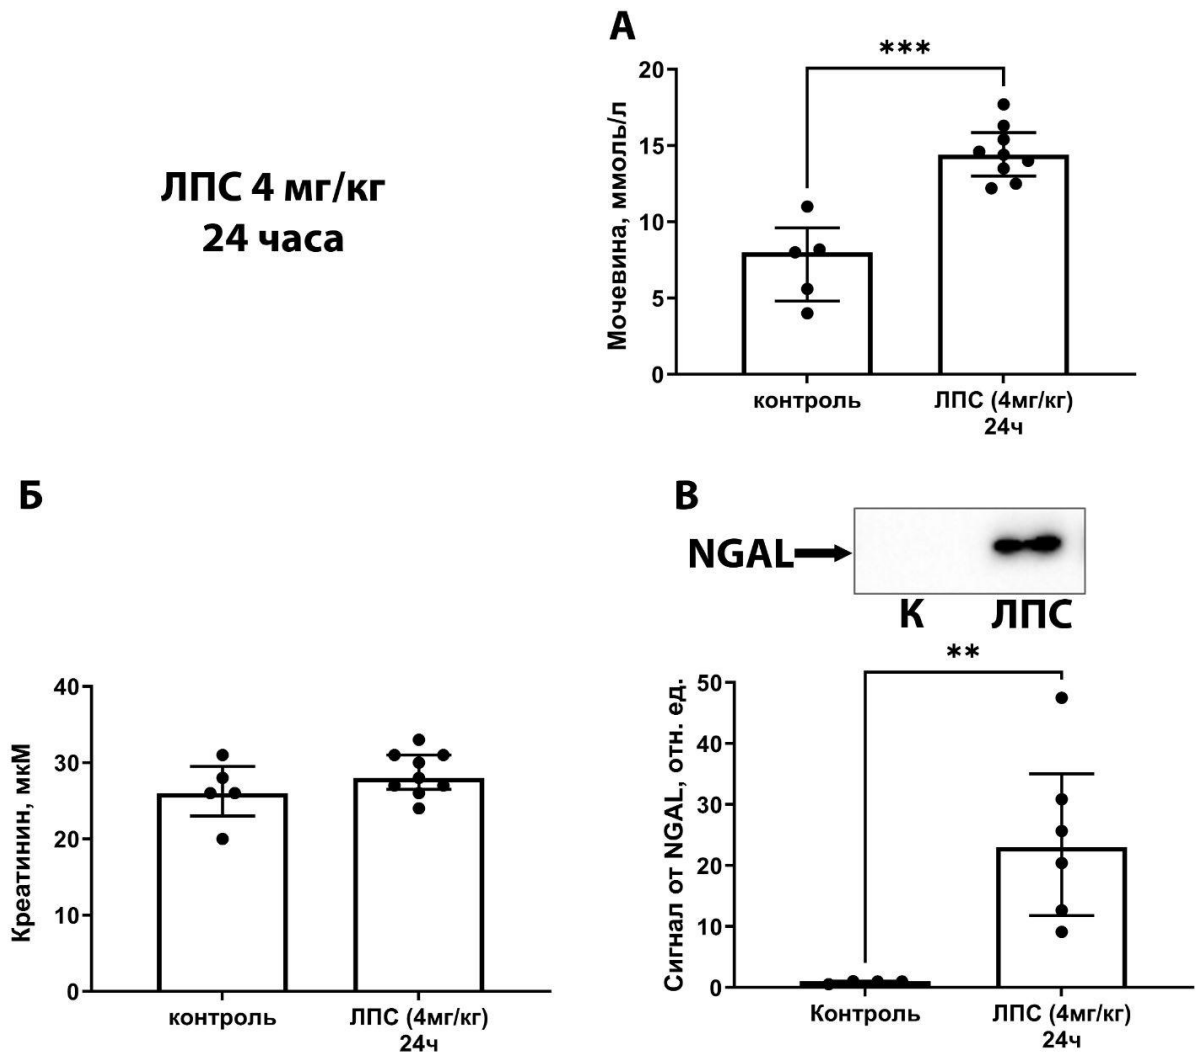 ЛПС 4 мг/кг
24 часа
А
***
Мочевина, ммоль/л
20
15
10
5
0
контроль
ЛПС (4мг/кг)
24ч
Б
Креатинин, мкМ
40
30
20
10
0
контроль
ЛПС (4мг/кг)
24ч
В
NGAL
К
ЛПС
**
Сигнал от NGAL, отн. ед.
50
40
30
20
10
0
Контроль
ЛПС (4мг/кг)
24ч